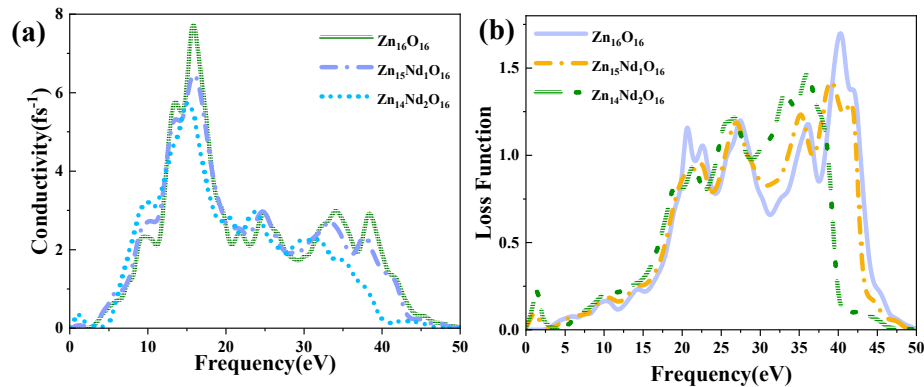 (a)
Conductivity(fs⁻¹)
8
6
4
2
0
Zn₁₆O₁₆
Zn₁₅Nd₁O₁₆
Zn₁₄Nd₂O₁₆
0 10 20 30 40 50
Frequency(eV)
(b)
Loss Function
1.5
1.0
0.5
0.0
Zn₁₆O₁₆
Zn₁₅Nd₁O₁₆
Zn₁₄Nd₂O₁₆
0 5 10 15 20 25 30 35 40 45 50
Frequency(eV)